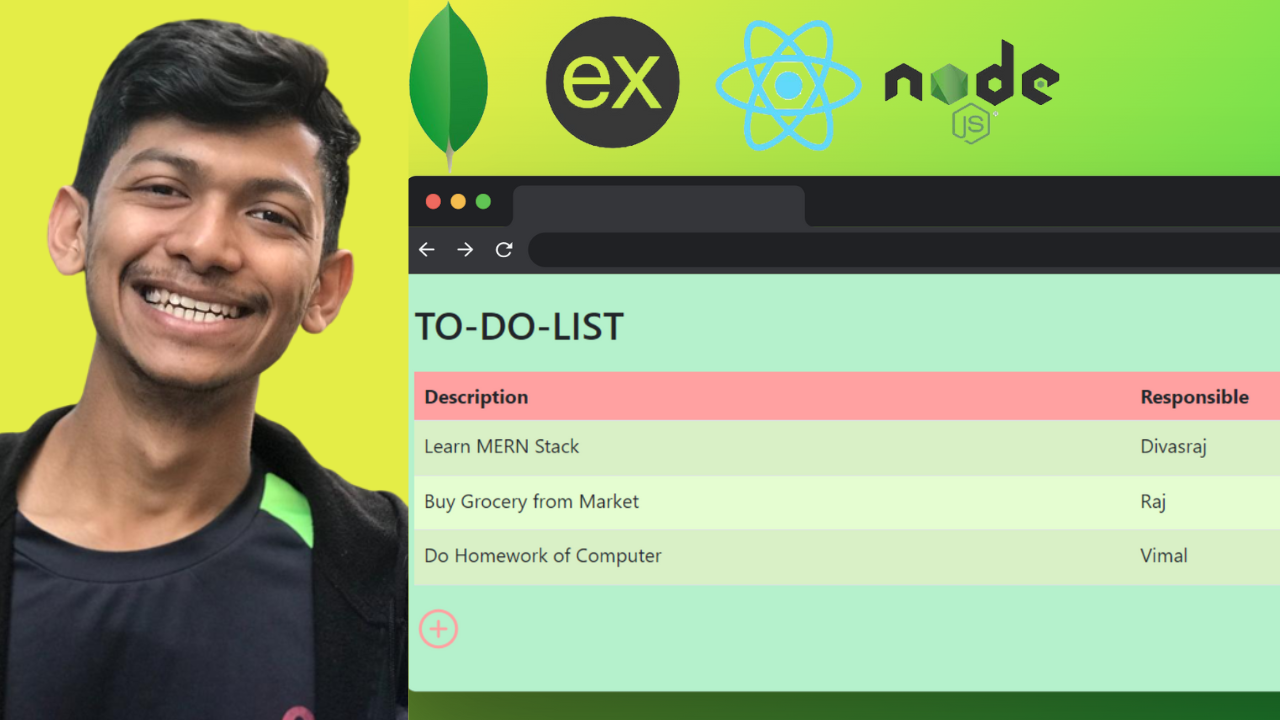 ex
node
JS
TO-DO-LIST
Description Responsible
Learn MERN Stack Divasraj
Buy Grocery from Market Raj
Do Homework of Computer Vimal